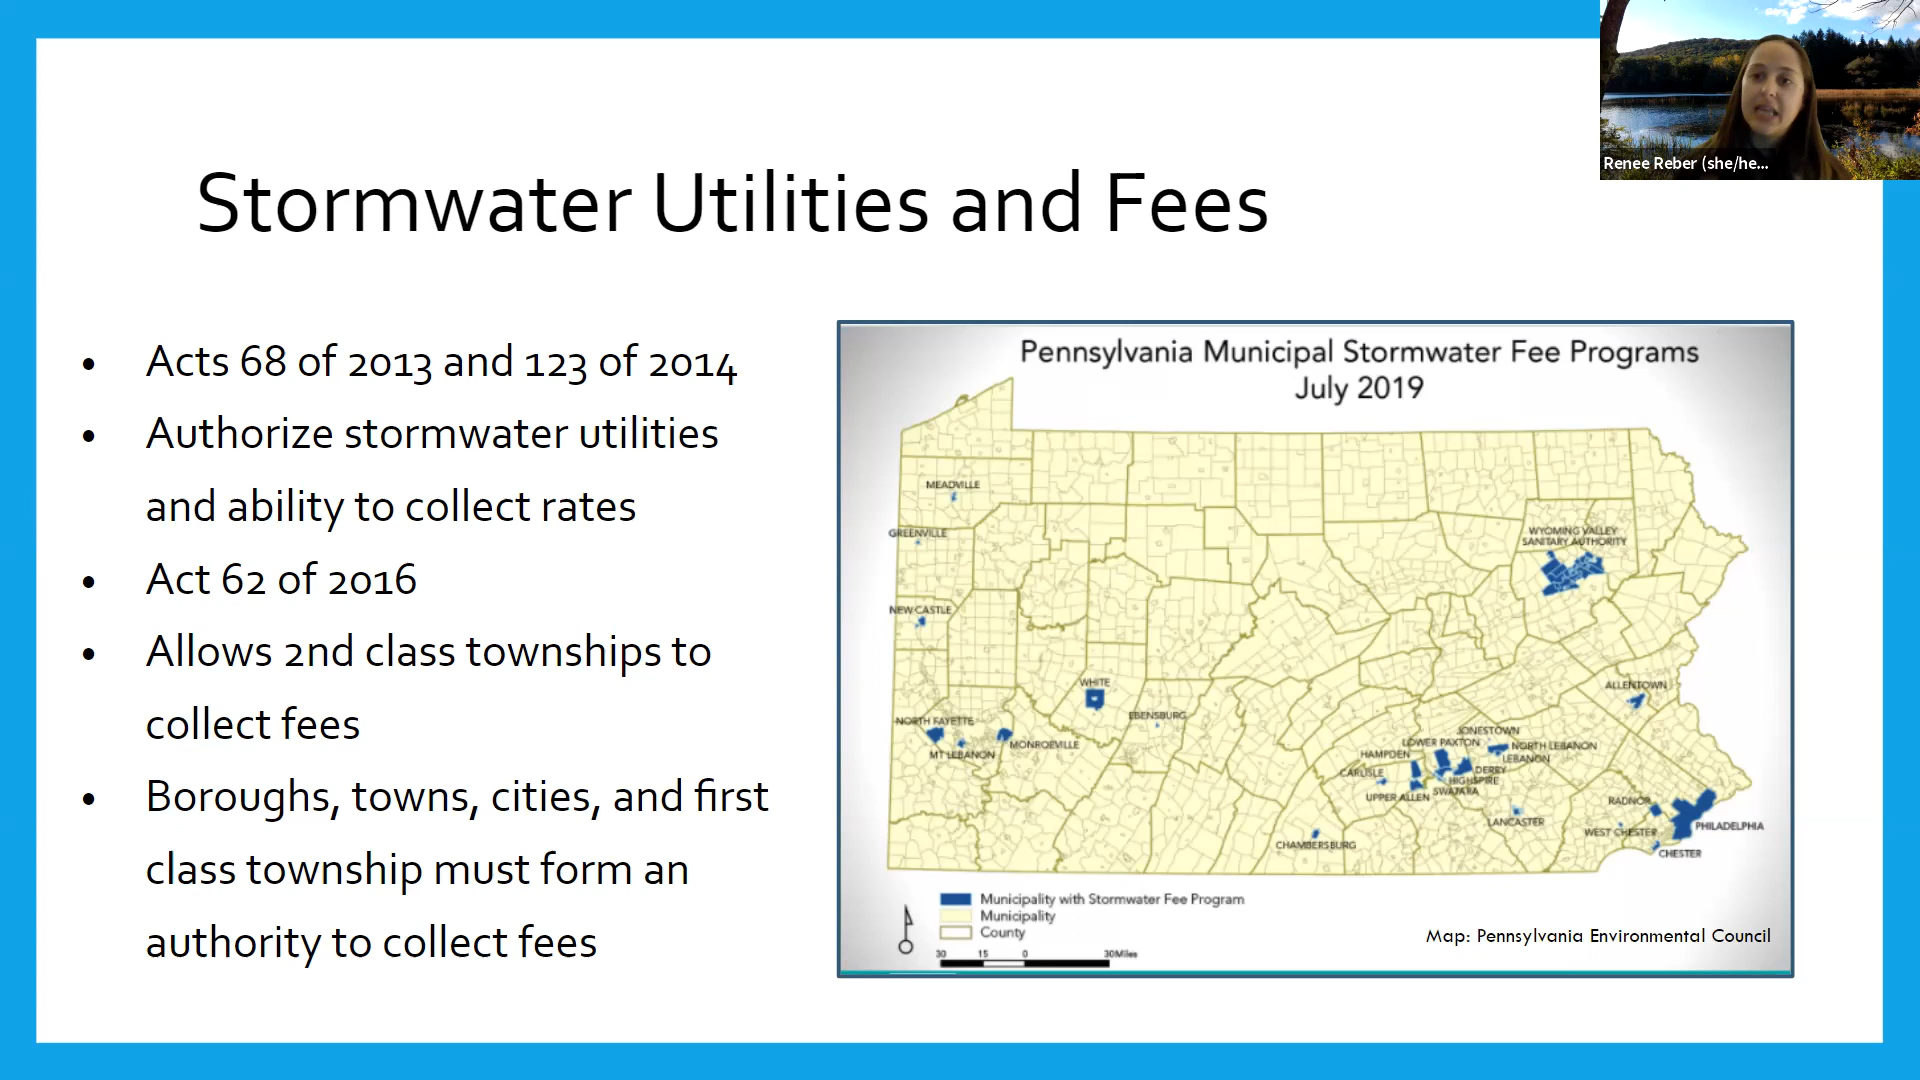 Renee Reber (she/he...
Stormwater Utilities and Fees
• Acts 68 of 2013 and 123 of 2014
• Authorize stormwater utilities
and ability to collect rates
• Act 62 of 2016
• Allows 2nd class townships to
collect fees
• Boroughs, towns, cities, and first
class township must form an
authority to collect fees
Pennsylvania Municipal Stormwater Fee Programs
July 2019
MEADVILLE
GREENVILLE
WYOMING VALLEY
SANITARY AUTHORITY
NEW CASTLE
WHITE
ALLENTOWN
EBENSBURG
NORTH FAYETTE
MT LEBANON
MONROEVILLE
JONESTOWN
LOWER PAXTON
NORTH LEBANON
HAMPDEN
LEBANON
CARLISLE
DERRY
HIGHSPIRE
SWATARA
UPPER ALLEN
RADNOR
LANCASTER
WEST CHESTER
PHILADELPHIA
CHAMBERSBURG
CHESTER
Municipality with Stormwater Fee Program
Municipality
County
30 15 0 30 Miles
Map: Pennsylvania Environmental Council